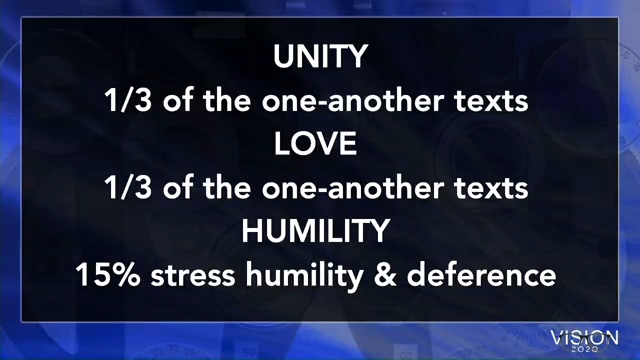 UNITY
1/3 of the one-another texts
LOVE
1/3 of the one-another texts
HUMILITY
15% stress humility & deference
VISION
2020